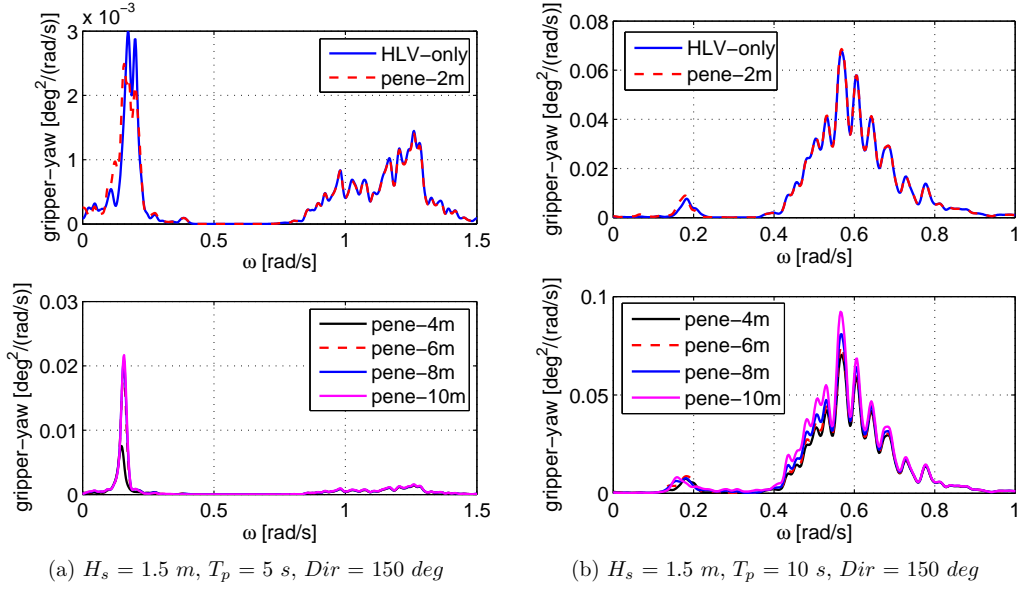 x 10⁻³
3
2
1
0
0 0.5 1 1.5
gripper−yaw [deg²/(rad/s)]
ω [rad/s]
HLV−only
pene−2m
0.08
0.06
0.04
0.02
0
0 0.2 0.4 0.6 0.8 1
gripper−yaw [deg²/(rad/s)]
ω [rad/s]
HLV−only
pene−2m
0.03
0.02
0.01
0
0 0.5 1 1.5
gripper−yaw [deg²/(rad/s)]
ω [rad/s]
pene−4m
pene−6m
pene−8m
pene−10m
0.1
0.05
0
0 0.2 0.4 0.6 0.8 1
gripper−yaw [deg²/(rad/s)]
ω [rad/s]
pene−4m
pene−6m
pene−8m
pene−10m
(a) Hₛ = 1.5 m, Tₚ = 5 s, Dir = 150 deg
(b) Hₛ = 1.5 m, Tₚ = 10 s, Dir = 150 deg